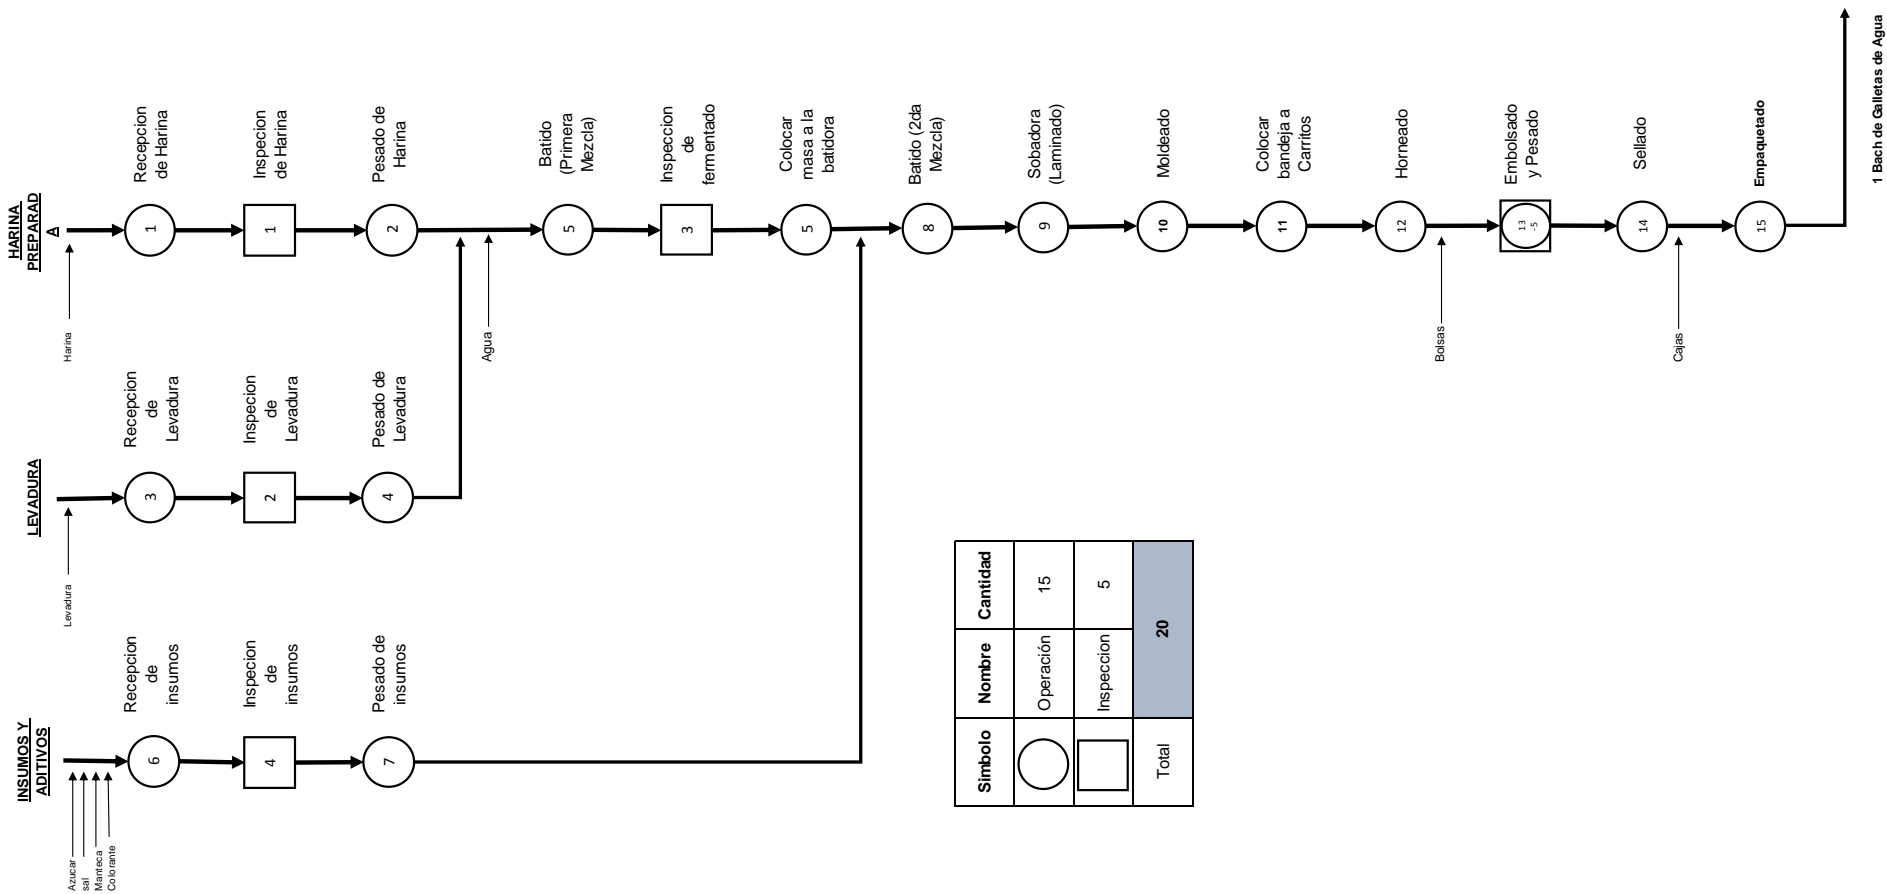 INSUMOS Y
ADITIVOS
LEVADURA
HARINA
PREPARAD
A
Azucar
sal
Manteca
Colorante
Levadura
Harina
6
Recepcion
de
insumos
3
Recepcion
de
Levadura
1
Recepcion
de Harina
4
Inspecion
de
insumos
2
Inspecion
de
Levadura
1
Inspecion
de Harina
7
Pesado de
insumos
4
Pesado de
Levadura
2
Pesado de
Harina
Agua
5
Batido
(Primera
Mezcla)
3
Inspeccion
de
fermentado
5
Colocar
masa a la
batidora
8
Batido (2da
Mezcla)
9
Sobadora
(Laminado)
10
Moldeado
11
Colocar
bandeja a
Carritos
12
Horneado
Bolsas
13
-5
Embolsado
y Pesado
14
Sellado
Cajas
15
Empaquetado
1 Bach de Galletas de Agua
Simbolo Nombre Cantidad
Operación 15
Inspeccion 5
Total 20